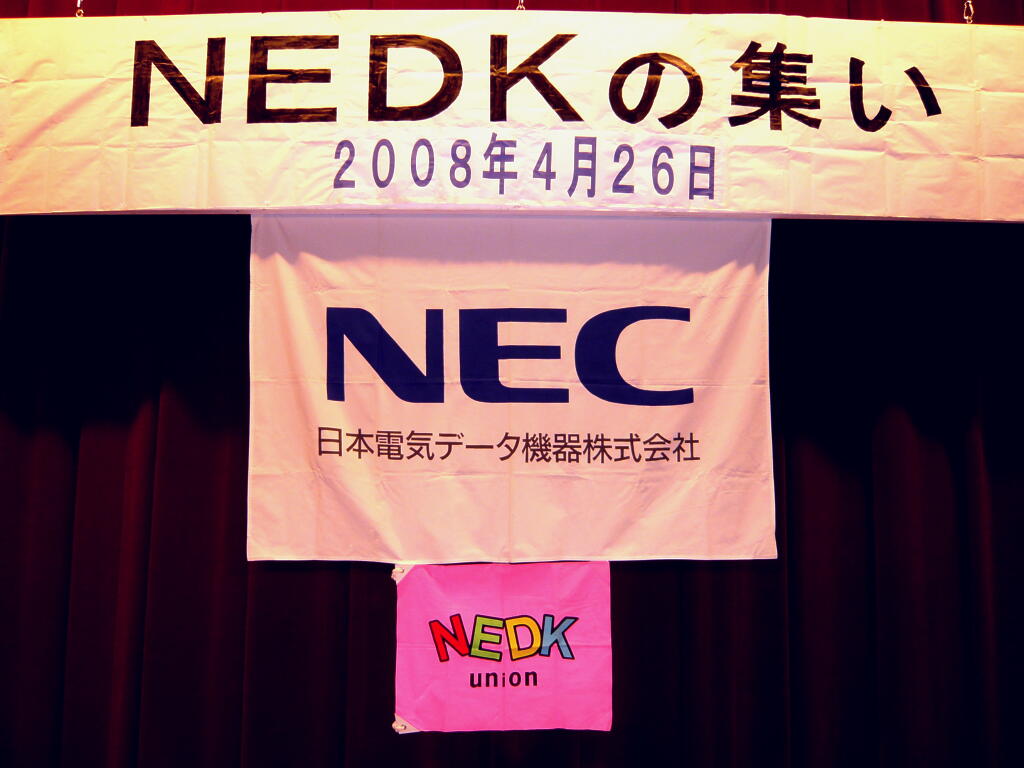 NEDKの集い
2008年4月26日
NEC
日本電気データ機器株式会社
NEDK
union